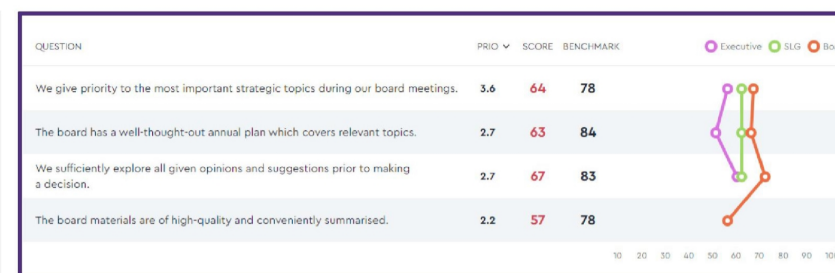 QUESTION PRIO SCORE BENCHMARK Executive SLG Bo
We give priority to the most important strategic topics during our board meetings. 3.6 64 78
The board has a well-thought-out annual plan which covers relevant topics. 2.7 63 84
We sufficiently explore all given opinions and suggestions prior to making
a decision. 2.7 67 83
The board materials are of high-quality and conveniently summarised. 2.2 57 78
10 20 30 40 50 60 70 80 90 10